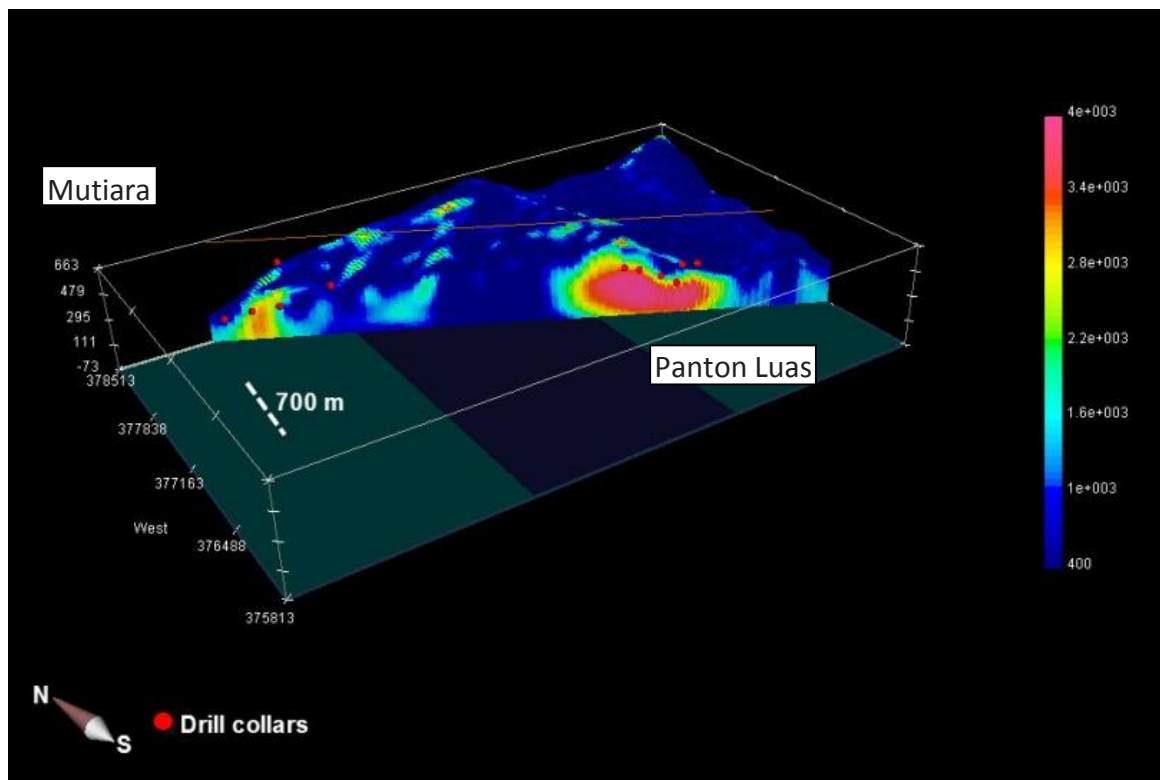 Mutiara
663
479
295
111
-73
378513
377838
377163
West
376488
375813
700 m
Panton Luas
4e+003
3.4e+003
2.8e+003
2.2e+003
1.6e+003
1e+003
400
N
S
Drill collars